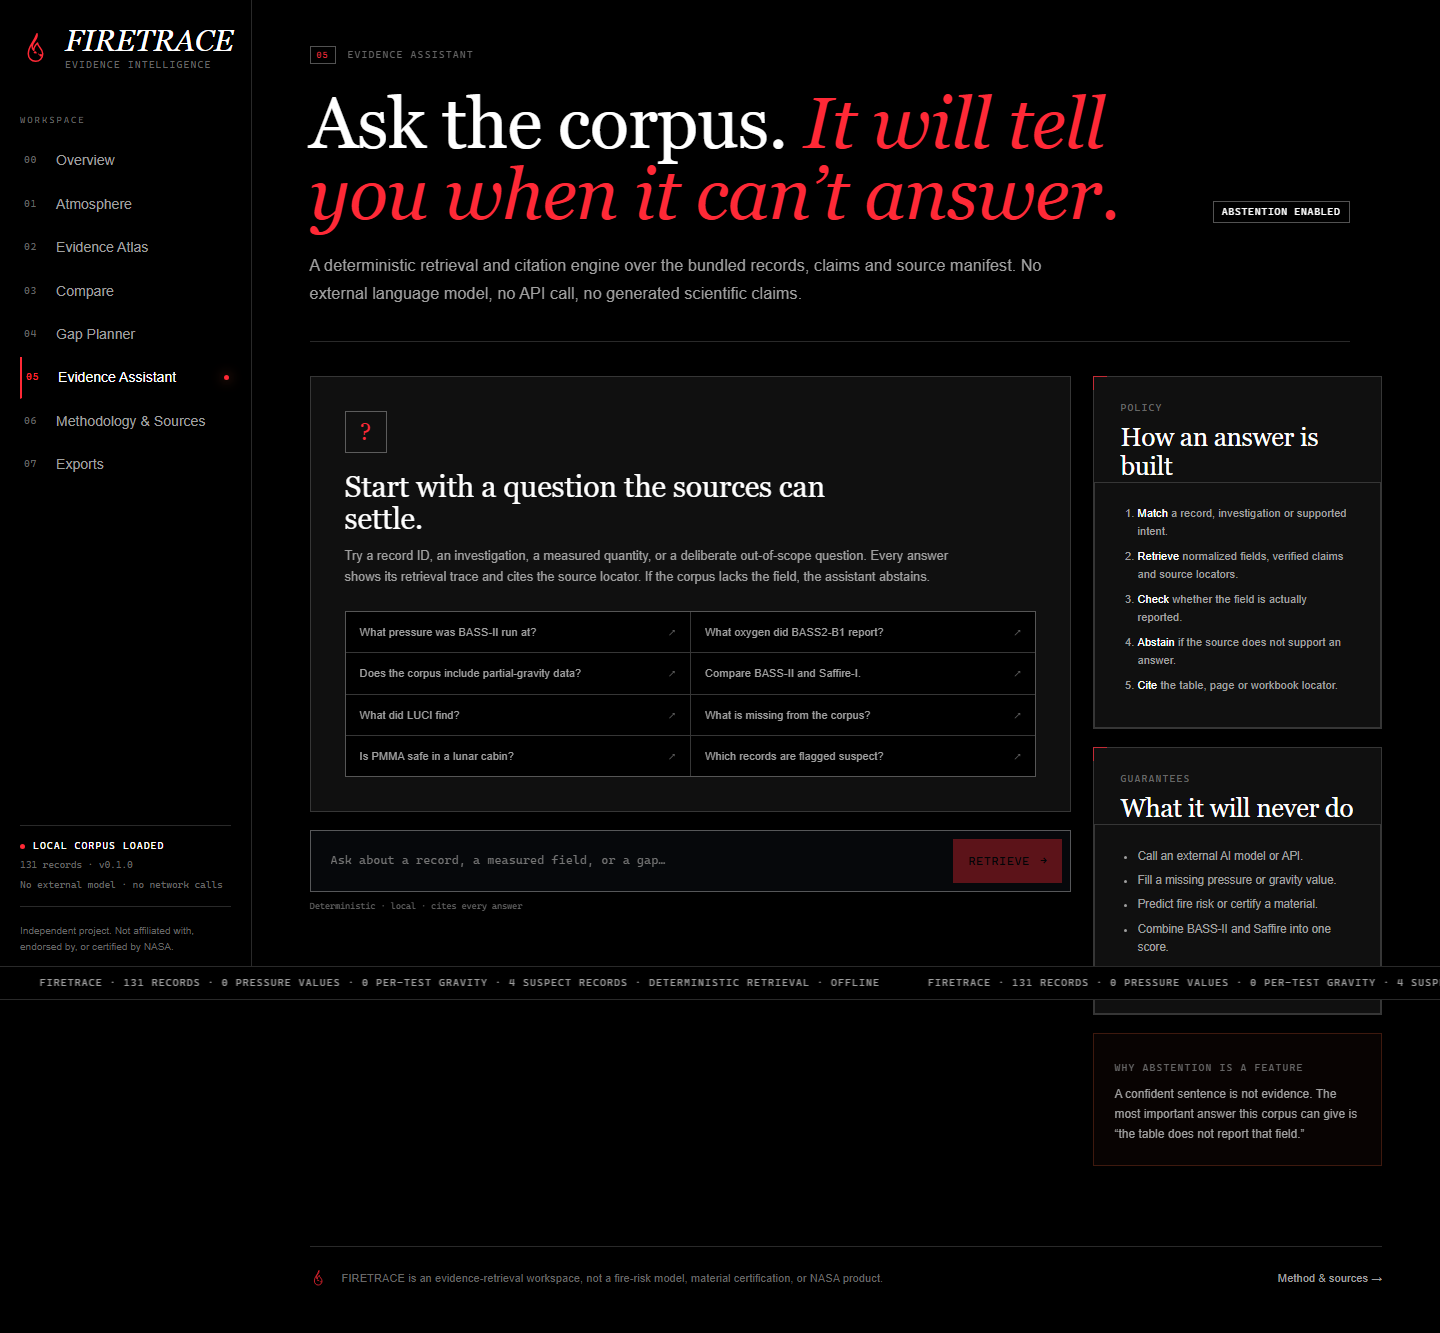 FIRETRACE
EVIDENCE INTELLIGENCE
WORKSPACE
00 Overview
01 Atmosphere
02 Evidence Atlas
03 Compare
04 Gap Planner
05 Evidence Assistant
06 Methodology & Sources
07 Exports
LOCAL CORPUS LOADED
131 records · v0.1.0
No external model · no network calls
Independent project. Not affiliated with,
endorsed by, or certified by NASA.
05 EVIDENCE ASSISTANT
Ask the corpus. It will tell
you when it can’t answer.
ABSTENTION ENABLED
A deterministic retrieval and citation engine over the bundled records, claims and source manifest. No
external language model, no API call, no generated scientific claims.
?
Start with a question the sources can
settle.
Try a record ID, an investigation, a measured quantity, or a deliberate out-of-scope question. Every answer
shows its retrieval trace and cites the source locator. If the corpus lacks the field, the assistant abstains.
What pressure was BASS-II run at? ↗
What oxygen did BASS2-B1 report? ↗
Does the corpus include partial-gravity data? ↗
Compare BASS-II and Saffire-I. ↗
What did LUCI find? ↗
What is missing from the corpus? ↗
Is PMMA safe in a lunar cabin? ↗
Which records are flagged suspect? ↗
Ask about a record, a measured field, or a gap…
RETRIEVE →
Deterministic · local · cites every answer
POLICY
How an answer is
built
1. Match a record, investigation or supported
intent.
2. Retrieve normalized fields, verified claims
and source locators.
3. Check whether the field is actually
reported.
4. Abstain if the source does not support an
answer.
5. Cite the table, page or workbook locator.
GUARANTEES
What it will never do
• Call an external AI model or API.
• Fill a missing pressure or gravity value.
• Predict fire risk or certify a material.
• Combine BASS-II and Saffire into one
score.
FIRETRACE · 131 RECORDS · 0 PRESSURE VALUES · 0 PER-TEST GRAVITY · 4 SUSPECT RECORDS · DETERMINISTIC RETRIEVAL · OFFLINE FIRETRACE · 131 RECORDS · 0 PRESSURE VALUES · 0 PER-TEST GRAVITY · 4 SUSP
WHY ABSTENTION IS A FEATURE
A confident sentence is not evidence. The
most important answer this corpus can give is
“the table does not report that field.”
FIRETRACE is an evidence-retrieval workspace, not a fire-risk model, material certification, or NASA product.
Method & sources →